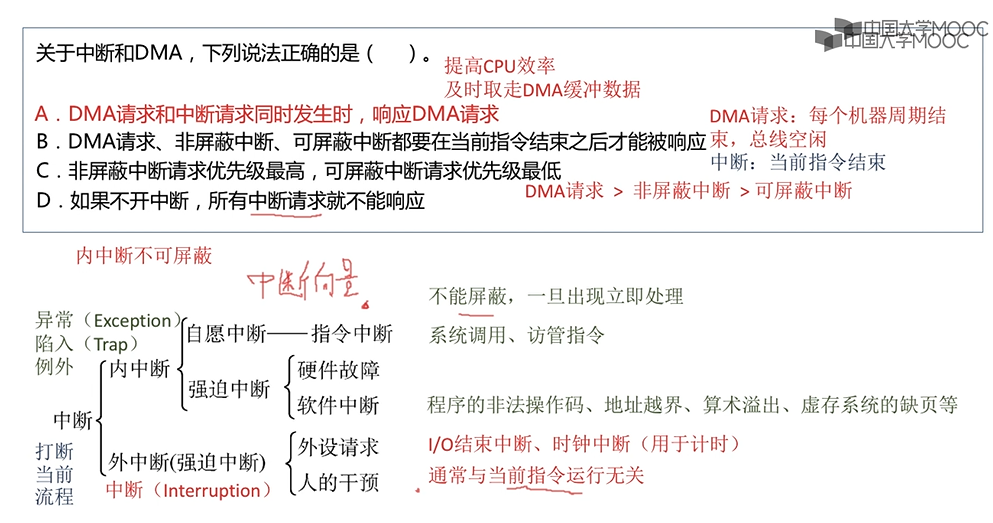 中国大学MOOC
中国大学MOOC
关于中断和DMA，下列说法正确的是（ ）。
提高CPU效率
及时取走DMA缓冲数据
A．DMA请求和中断请求同时发生时，响应DMA请求
B．DMA请求、非屏蔽中断、可屏蔽中断都要在当前指令结束之后才能被响应
C．非屏蔽中断请求优先级最高，可屏蔽中断请求优先级最低
D．如果不开中断，所有中断请求就不能响应
DMA请求：每个机器周期结
束，总线空闲
中断：当前指令结束
DMA请求 > 非屏蔽中断 > 可屏蔽中断
内中断不可屏蔽
中断向量
不能屏蔽，一旦出现立即处理
异常（Exception）
陷入（Trap）
例外
自愿中断——指令中断
系统调用、访管指令
内中断
强迫中断
硬件故障
软件中断
程序的非法操作码、地址越界、算术溢出、虚存系统的缺页等
中断
打断
当前
流程
外中断(强迫中断)
中断（Interruption）
外设请求
人的干预
I/O结束中断、时钟中断（用于计时）
通常与当前指令运行无关